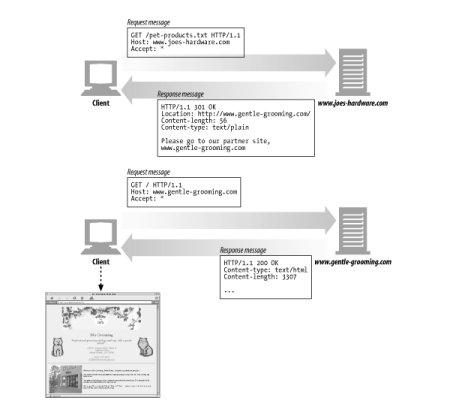 Request message
GET /pet-products.txt HTTP/1.1
Host: www.joes-hardware.com
Accept: *
Client
www.joes-hardware.com
Response message
HTTP/1.1 301 OK
Location: http://www.gentle-grooming.com/
Content-length: 56
Content-type: text/plain
Please go to our partner site,
www.gentle-grooming.com
Request message
GET / HTTP/1.1
Host: www.gentle-grooming.com
Accept: *
Client
www.gentle-grooming.com
Response message
HTTP/1.1 200 OK
Content-type: text/html
Content-length: 3307
...